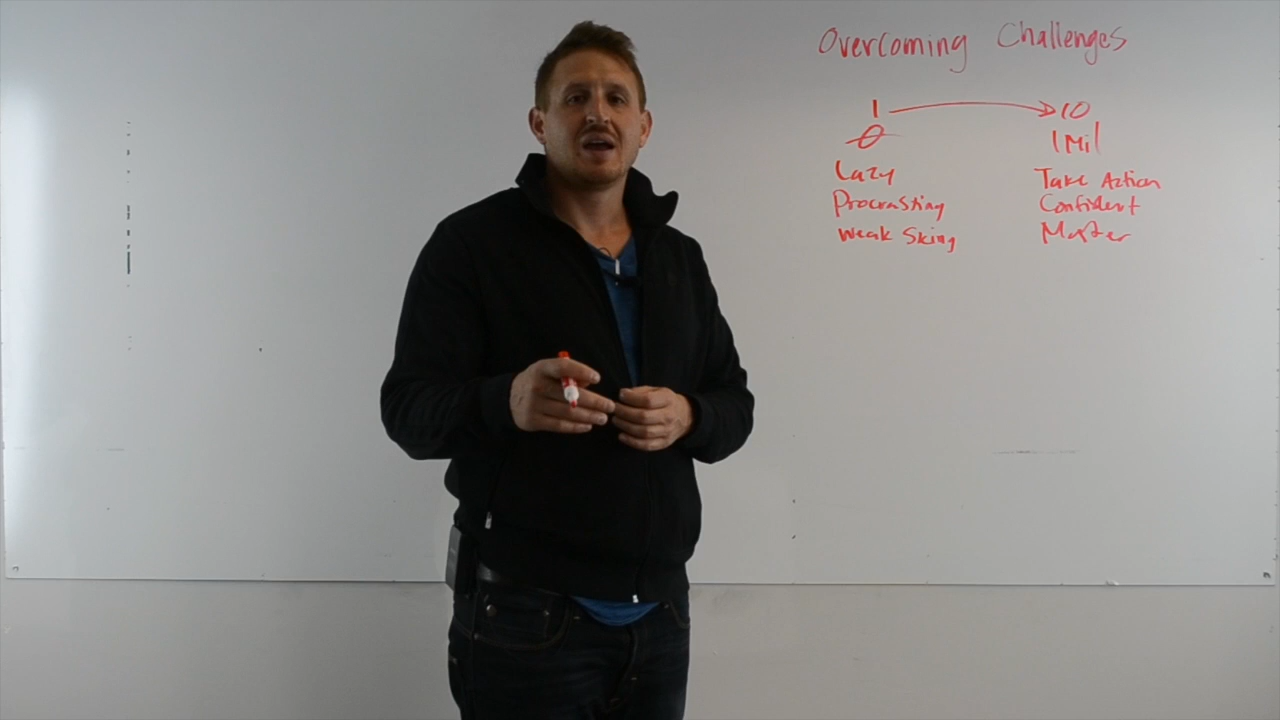 Overcoming Challenges
1 → 10
0 1 Mil
Lazy Take Action
Procrasting Confident
Weak Sking Master